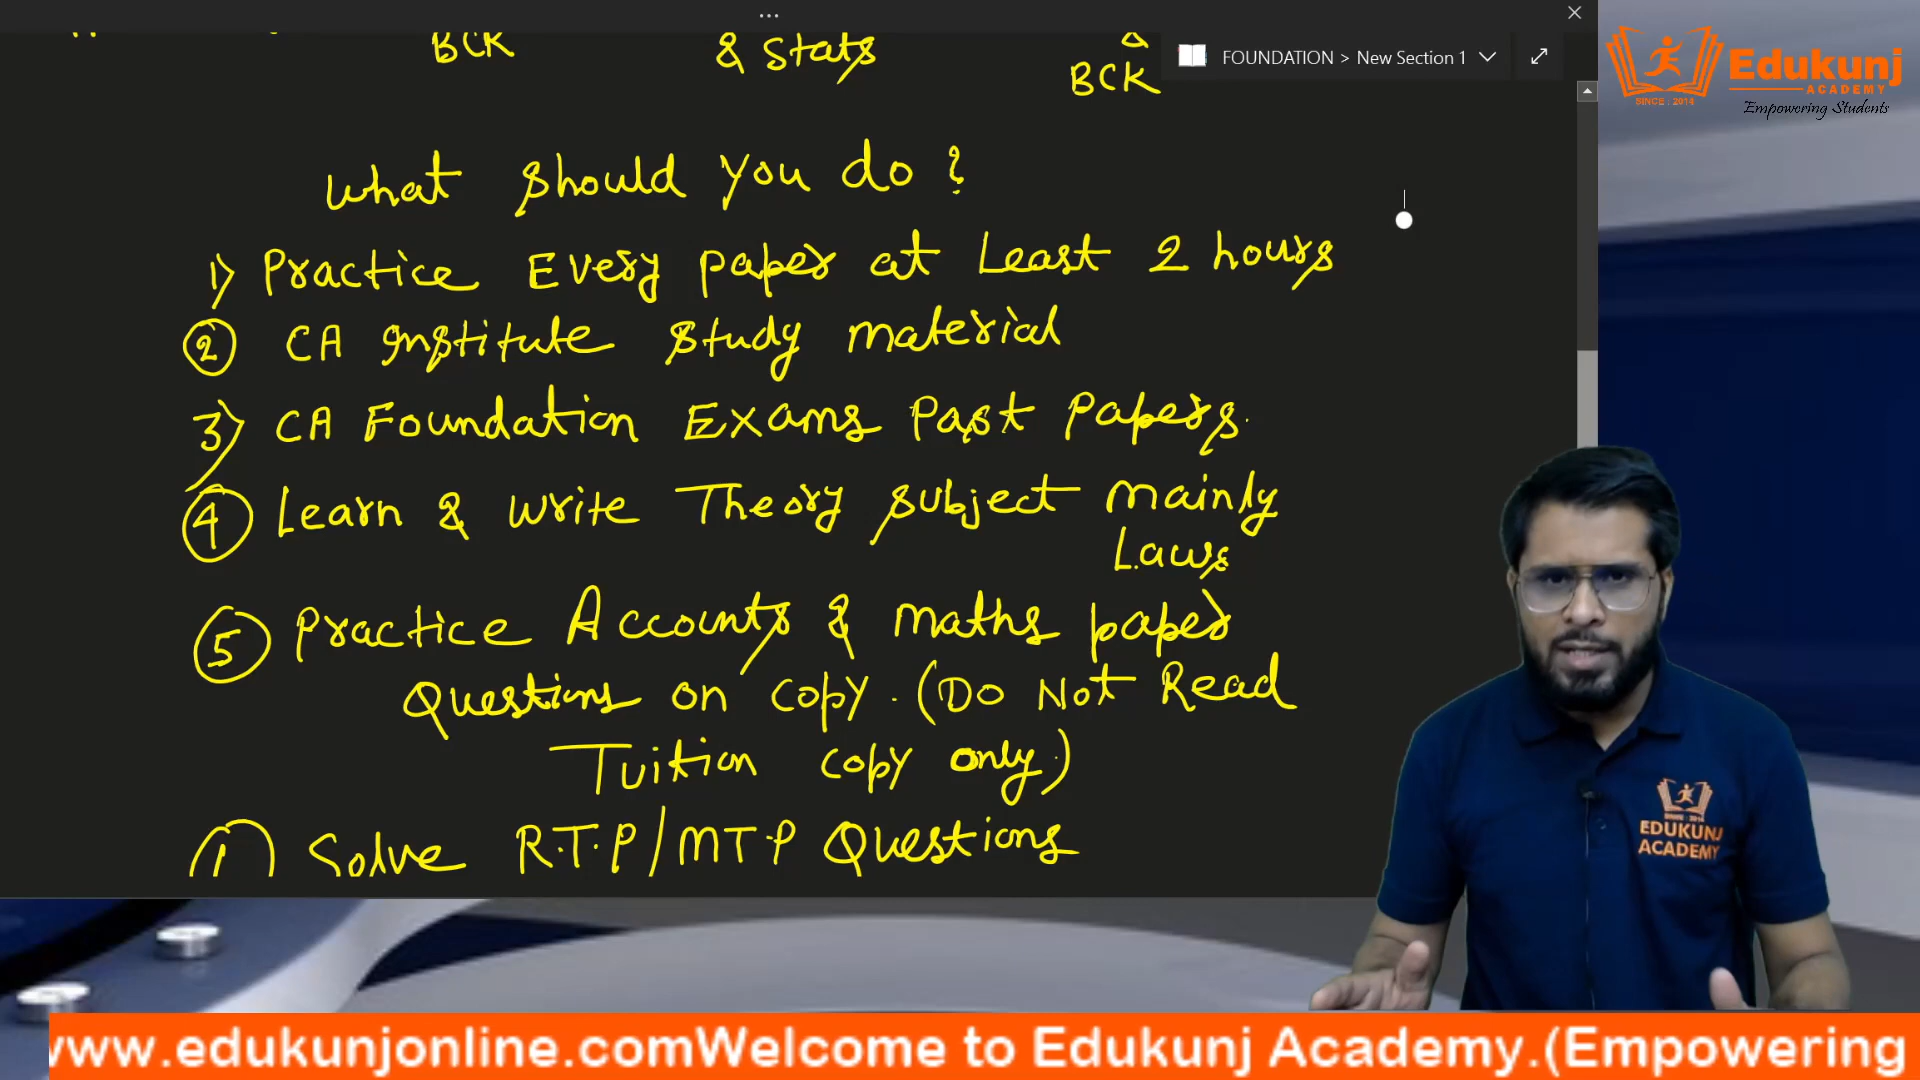 BCK
& Stats
&
BCK
FOUNDATION > New Section 1
Edukunj
ACADEMY
SINCE : 2014
Empowering Students
What should you do ?
1) Practice Every paper at Least 2 hours
2 CA Institute study material
3) CA Foundation Exams Past Papers.
4 Learn & write Theory subject mainly
Laws
5 Practice Accounts & maths paper
Questions on copy. (Do Not Read
Tuition copy only.)
Solve R.T.P/MTP Questions
EDUKUNJ
ACADEMY
www.edukunjonline.comWelcome to Edukunj Academy.(Empowering